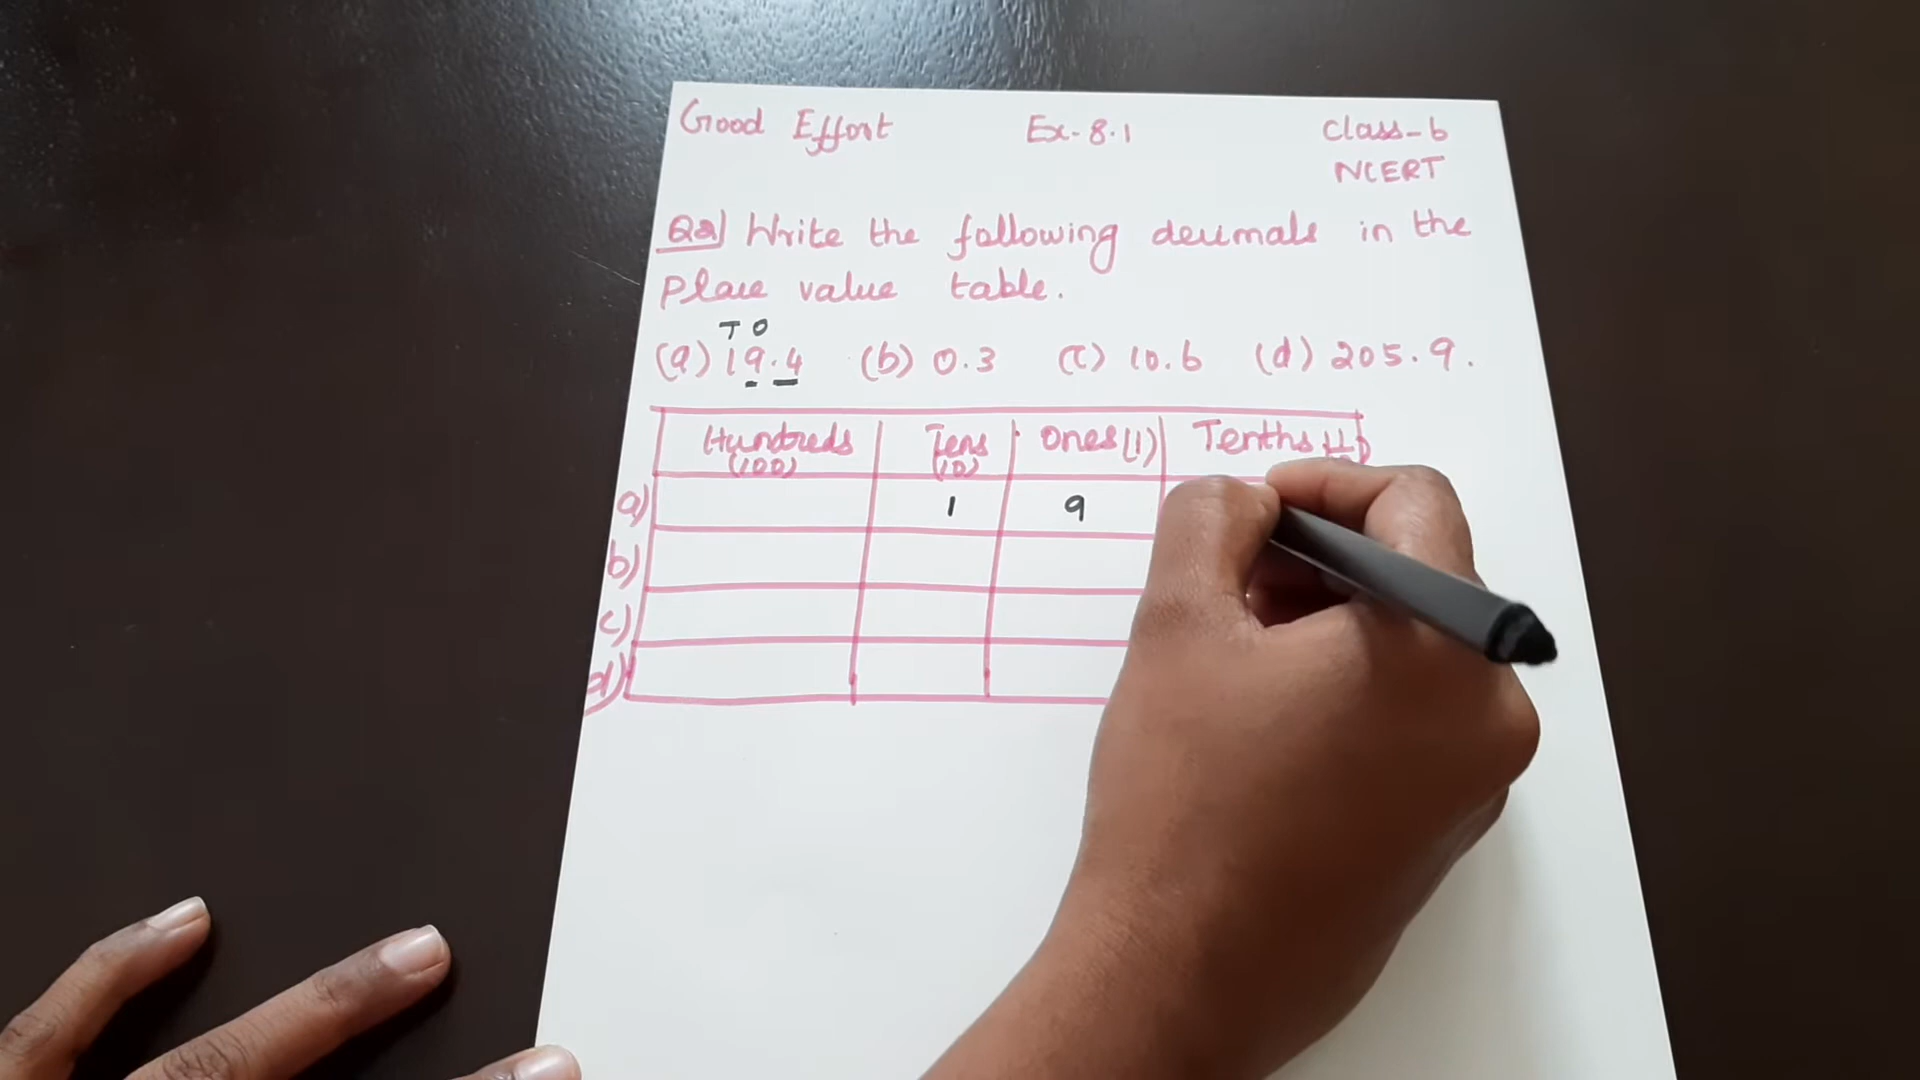 Good Effort Ex-8.1 Class-6
NCERT
Q2) Write the following decimals in the
place value table.
T O
(a) 19.4 (b) 0.3 (c) 10.6 (d) 205.9.
Hundreds Tens Ones(1) Tenths
(100) (10)
a) 1 9
b)
c)
d)